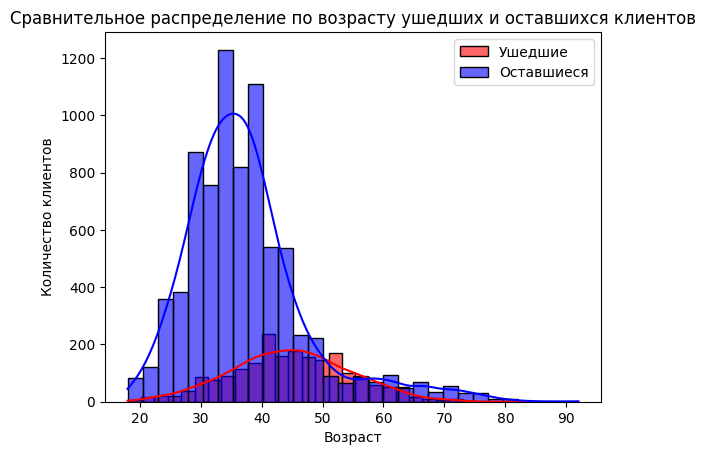 Сравнительное распределение по возрасту ушедших и оставшихся клиентов
Ушедшие
Оставшиеся
1200
1000
800
600
400
200
0
Количество клиентов
20 30 40 50 60 70 80 90
Возраст